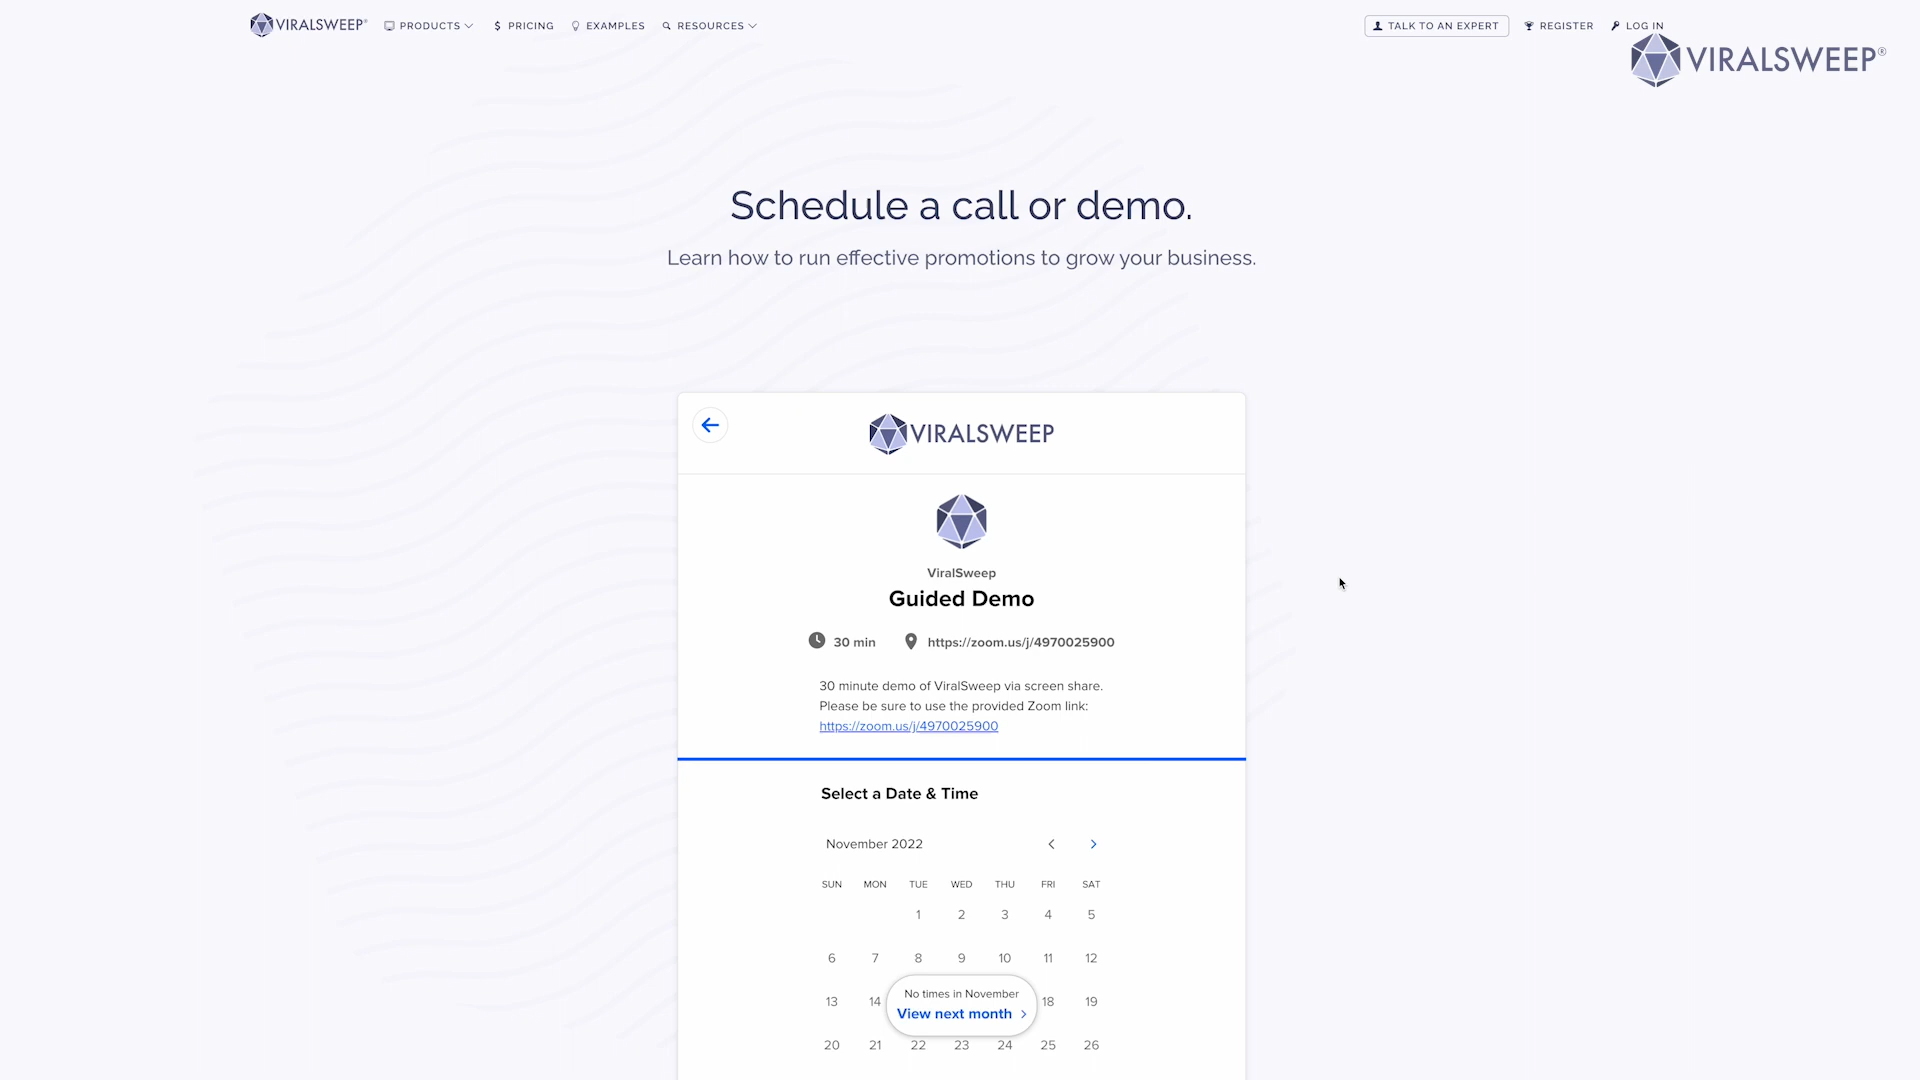 VIRALSWEEP®
PRODUCTS
$ PRICING
EXAMPLES
RESOURCES
TALK TO AN EXPERT
REGISTER
LOG IN
VIRALSWEEP®
Schedule a call or demo.
Learn how to run effective promotions to grow your business.
VIRALSWEEP
ViralSweep
Guided Demo
30 min
https://zoom.us/j/4970025900
30 minute demo of ViralSweep via screen share.
Please be sure to use the provided Zoom link:
https://zoom.us/j/4970025900
Select a Date & Time
November 2022
SUN MON TUE WED THU FRI SAT
1 2 3 4 5
6 7 8 9 10 11 12
13 14 18 19
No times in November
View next month
20 21 22 23 24 25 26